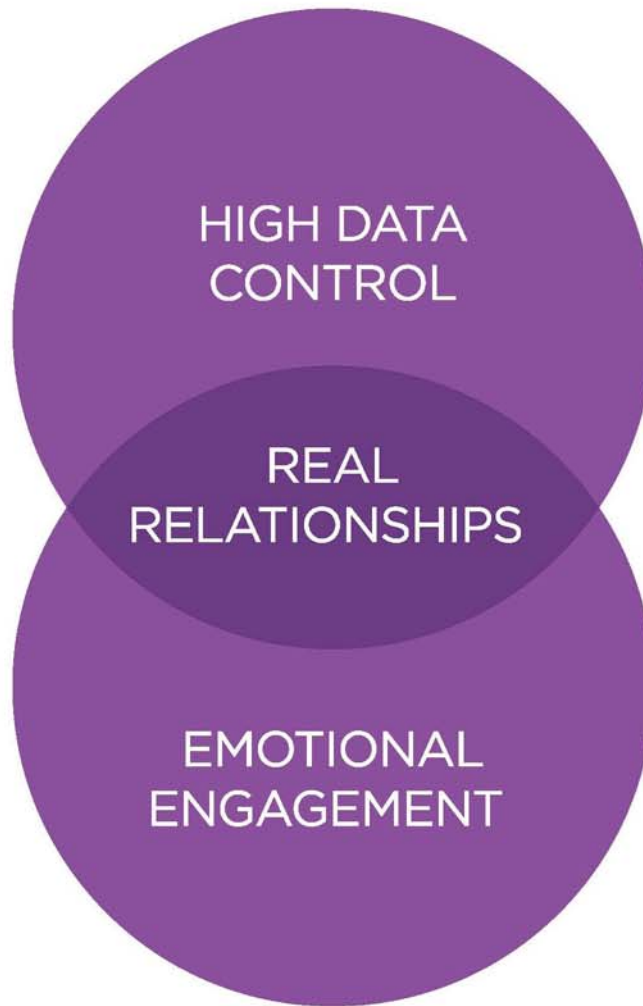 HIGH DATA
CONTROL
REAL
RELATIONSHIPS
EMOTIONAL
ENGAGEMENT